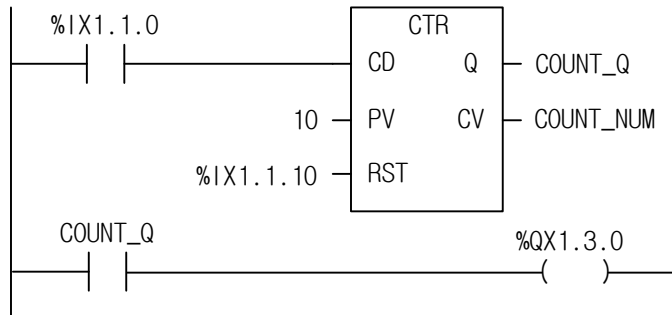 %IX1.1.0
CTR
CD Q COUNT_Q
10 PV CV COUNT_NUM
%IX1.1.10 RST
COUNT_Q
%QX1.3.0